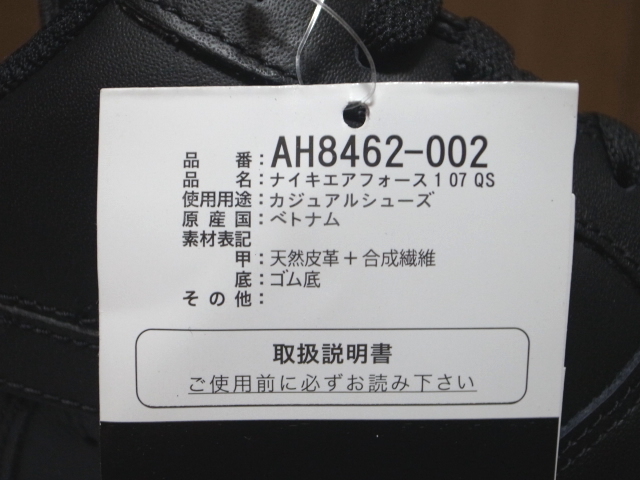 品番：AH8462-002
品名：ナイキエアフォース1 07 QS
使用用途：カジュアルシューズ
原産国：ベトナム
素材表記
甲：天然皮革＋合成繊維
底：ゴム底
その他：
取扱説明書
ご使用前に必ずお読み下さい